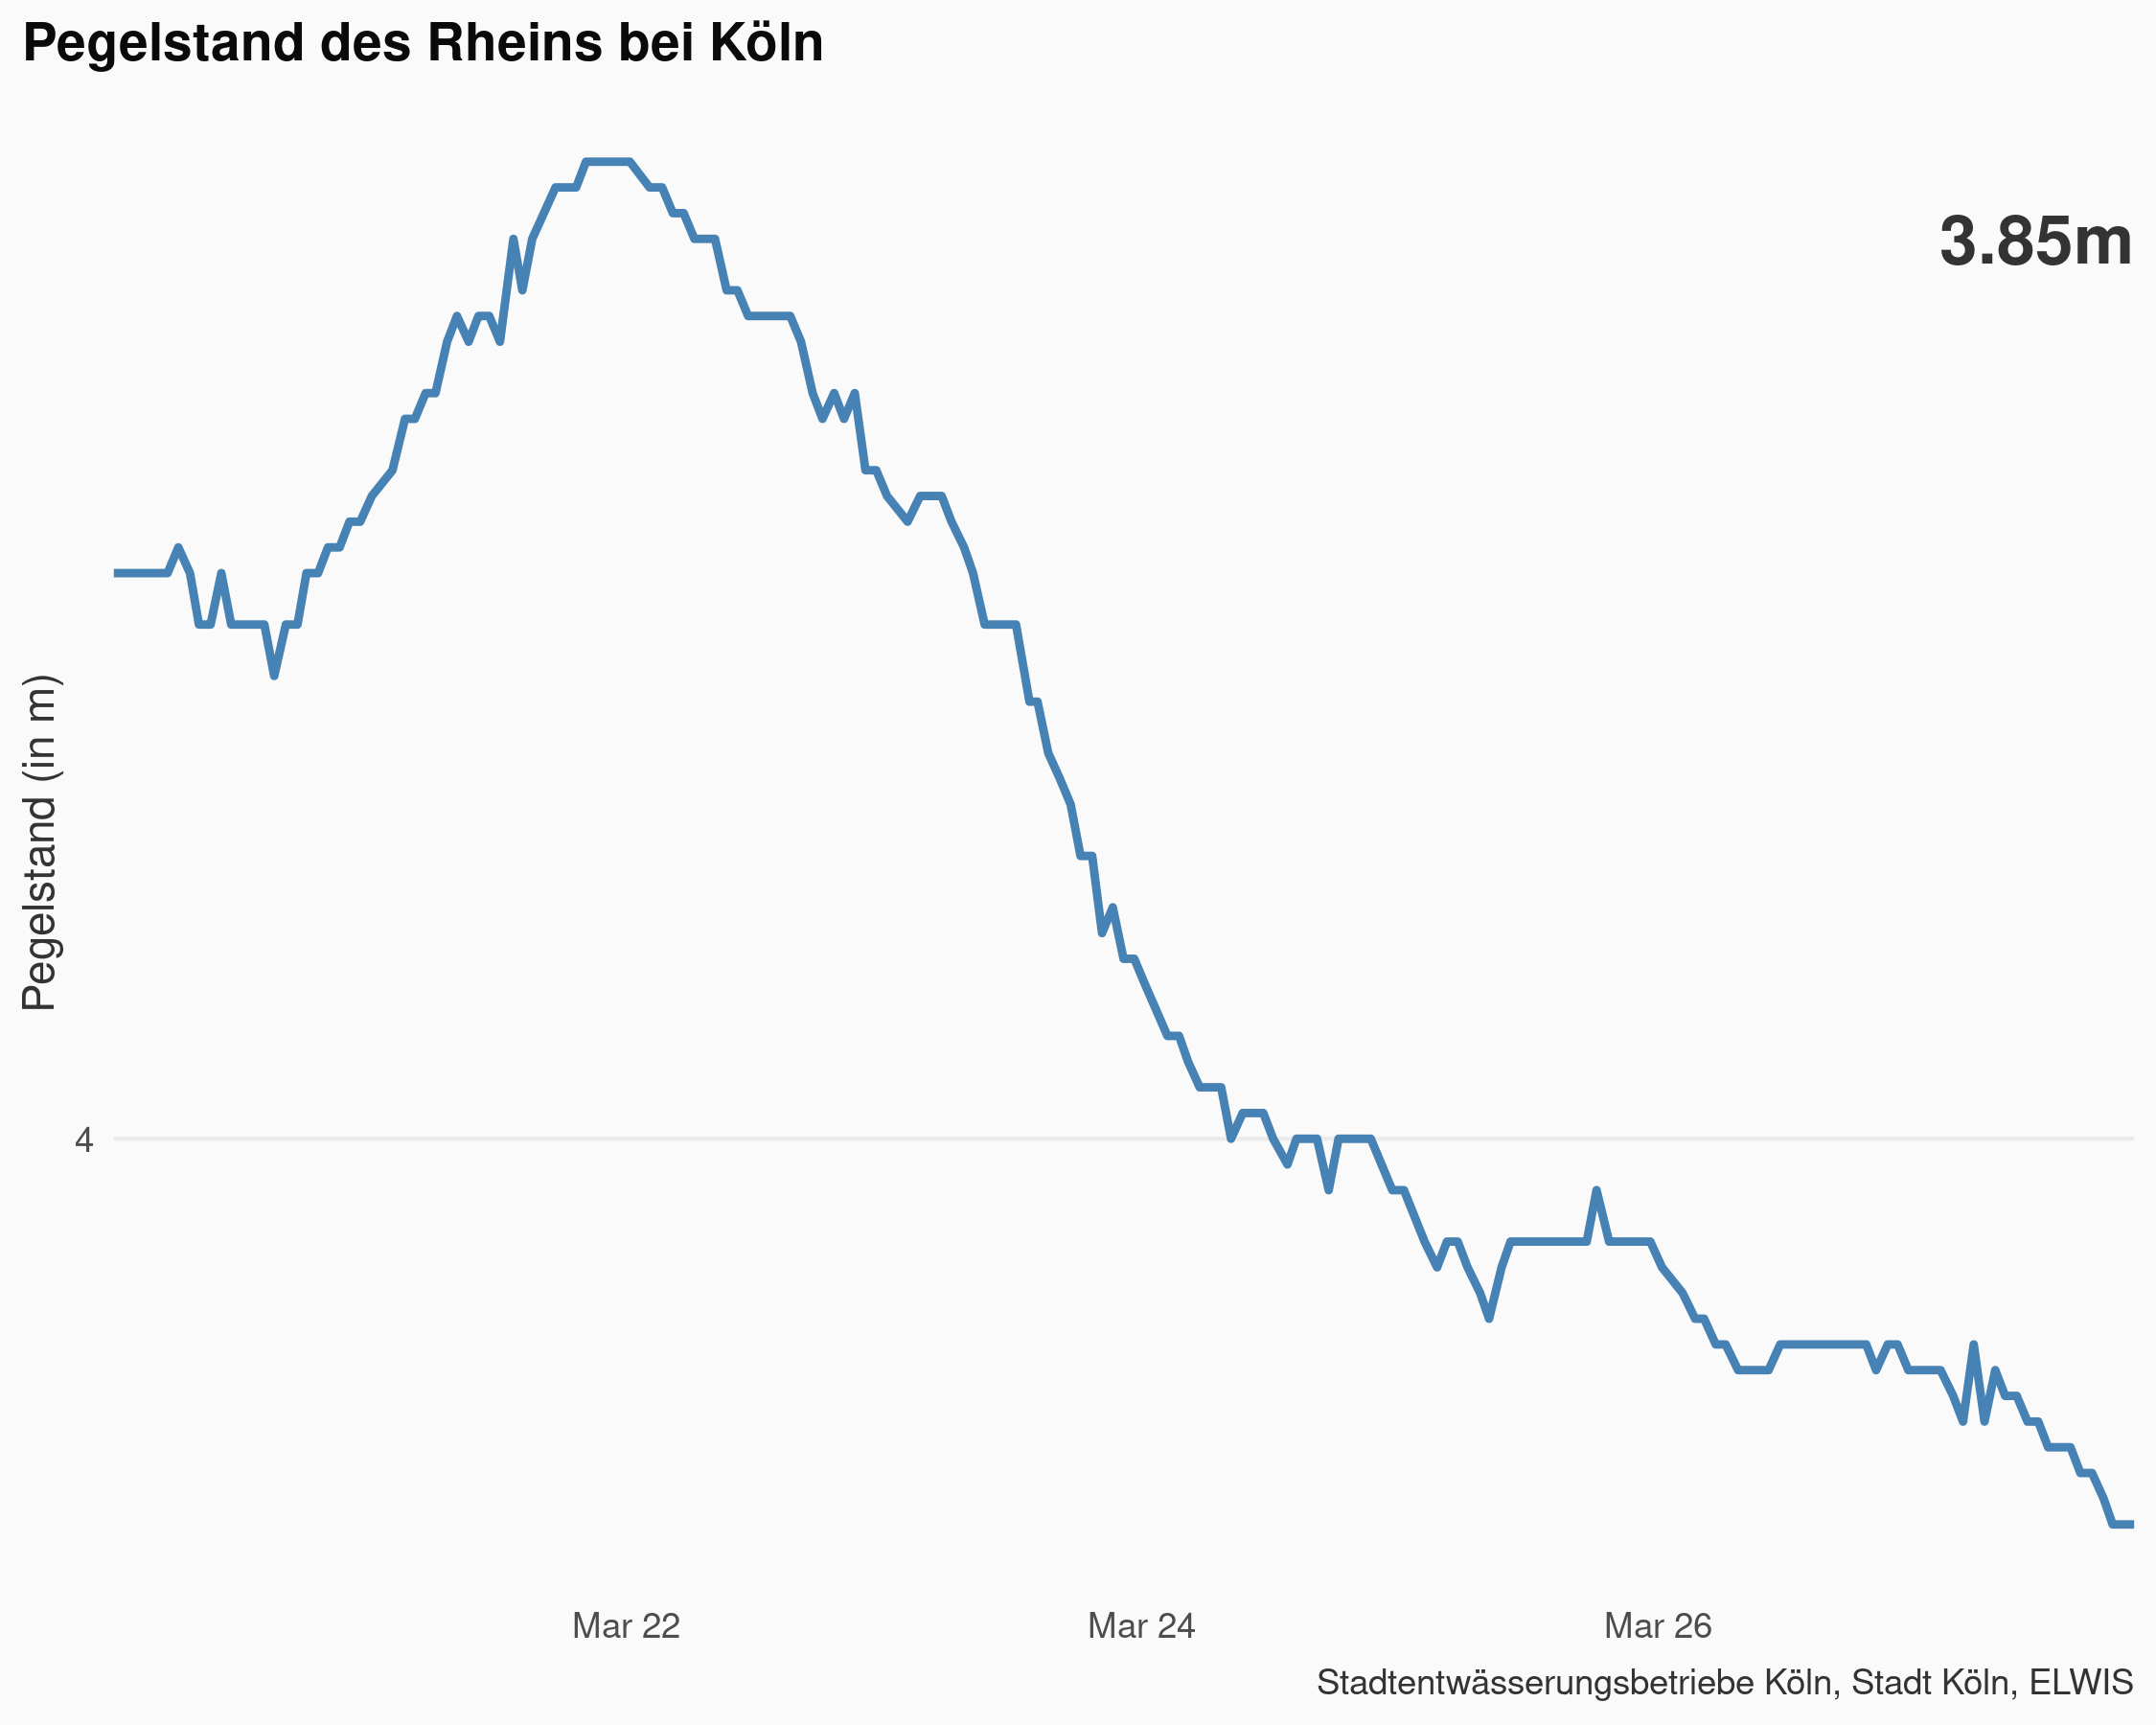 Pegelstand des Rheins bei Köln
3.85m
Pegelstand (in m)
4
Mar 22
Mar 24
Mar 26
Stadtentwässerungsbetriebe Köln, Stadt Köln, ELWIS